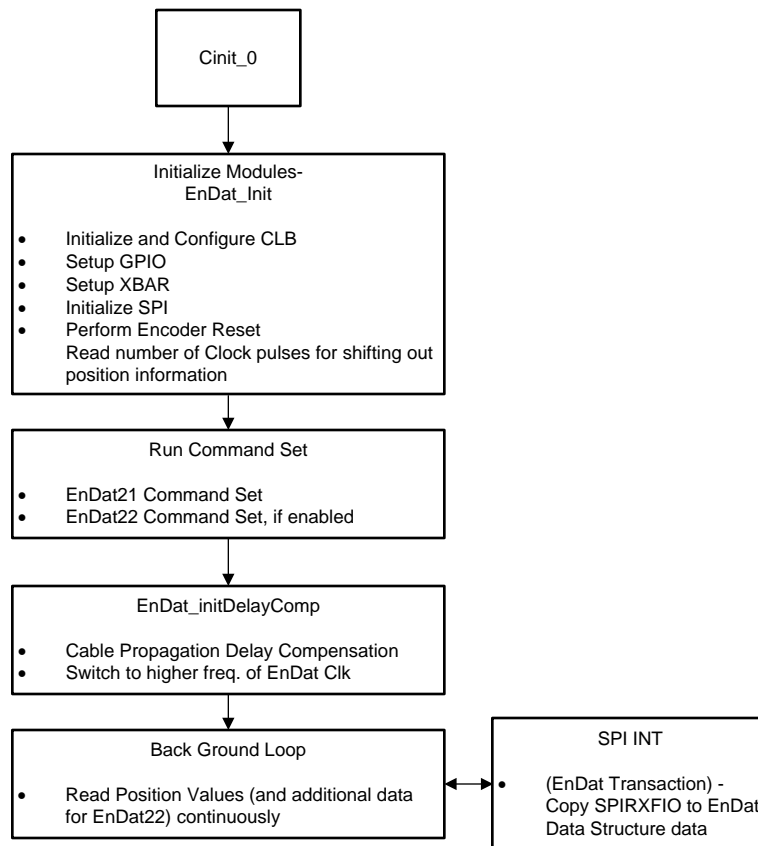 Cinit_0
Initialize Modules-
EnDat_Init
• Initialize and Configure CLB
• Setup GPIO
• Setup XBAR
• Initialize SPI
• Perform Encoder Reset
Read number of Clock pulses for shifting out
position information
Run Command Set
• EnDat21 Command Set
• EnDat22 Command Set, if enabled
EnDat_initDelayComp
• Cable Propagation Delay Compensation
• Switch to higher freq. of EnDat Clk
Back Ground Loop
• Read Position Values (and additional data
for EnDat22) continuously
SPI INT
• (EnDat Transaction) -
Copy SPIRXFIO to EnDat
Data Structure data